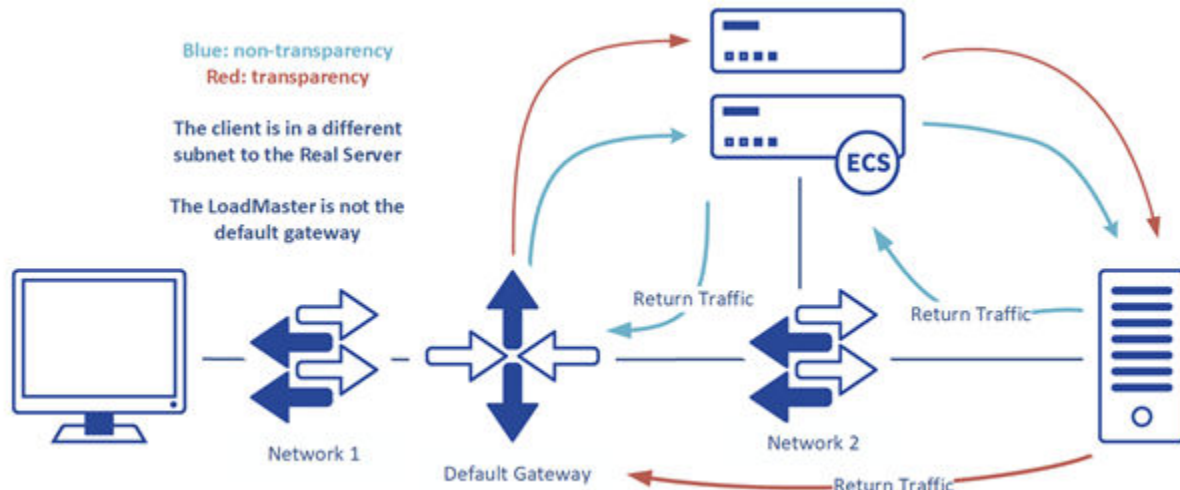 Blue: non-transparency
Red: transparency
The client is in a different
subnet to the Real Server
The LoadMaster is not the
default gateway
ECS
Return Traffic
Return Traffic
Network 1
Default Gateway
Network 2
Return Traffic